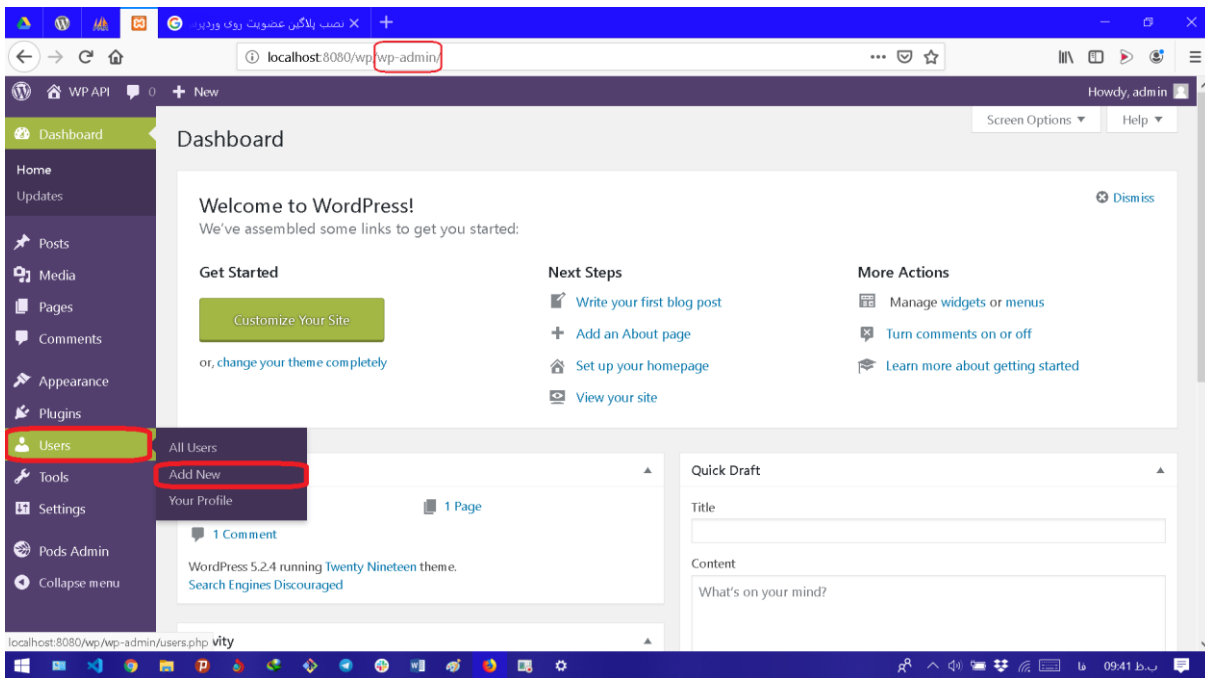 نصب پلاگین عضویت روی وردپرس
localhost:8080/wp/wp-admin/
WP API 0 New
Howdy, admin
Dashboard
Home
Updates
Posts
Media
Pages
Comments
Appearance
Plugins
Users
Tools
Settings
Pods Admin
Collapse menu
All Users
Add New
Your Profile
Dashboard
Screen Options
Help
Welcome to WordPress!
We've assembled some links to get you started:
Dismiss
Get Started
Customize Your Site
or, change your theme completely
Next Steps
Write your first blog post
Add an About page
Set up your homepage
View your site
More Actions
Manage widgets or menus
Turn comments on or off
Learn more about getting started
1 Page
1 Comment
WordPress 5.2.4 running Twenty Nineteen theme.
Search Engines Discouraged
Quick Draft
Title
Content
What's on your mind?
localhost:8080/wp/wp-admin/users.php
vity
فا
09:41 ب.ظ